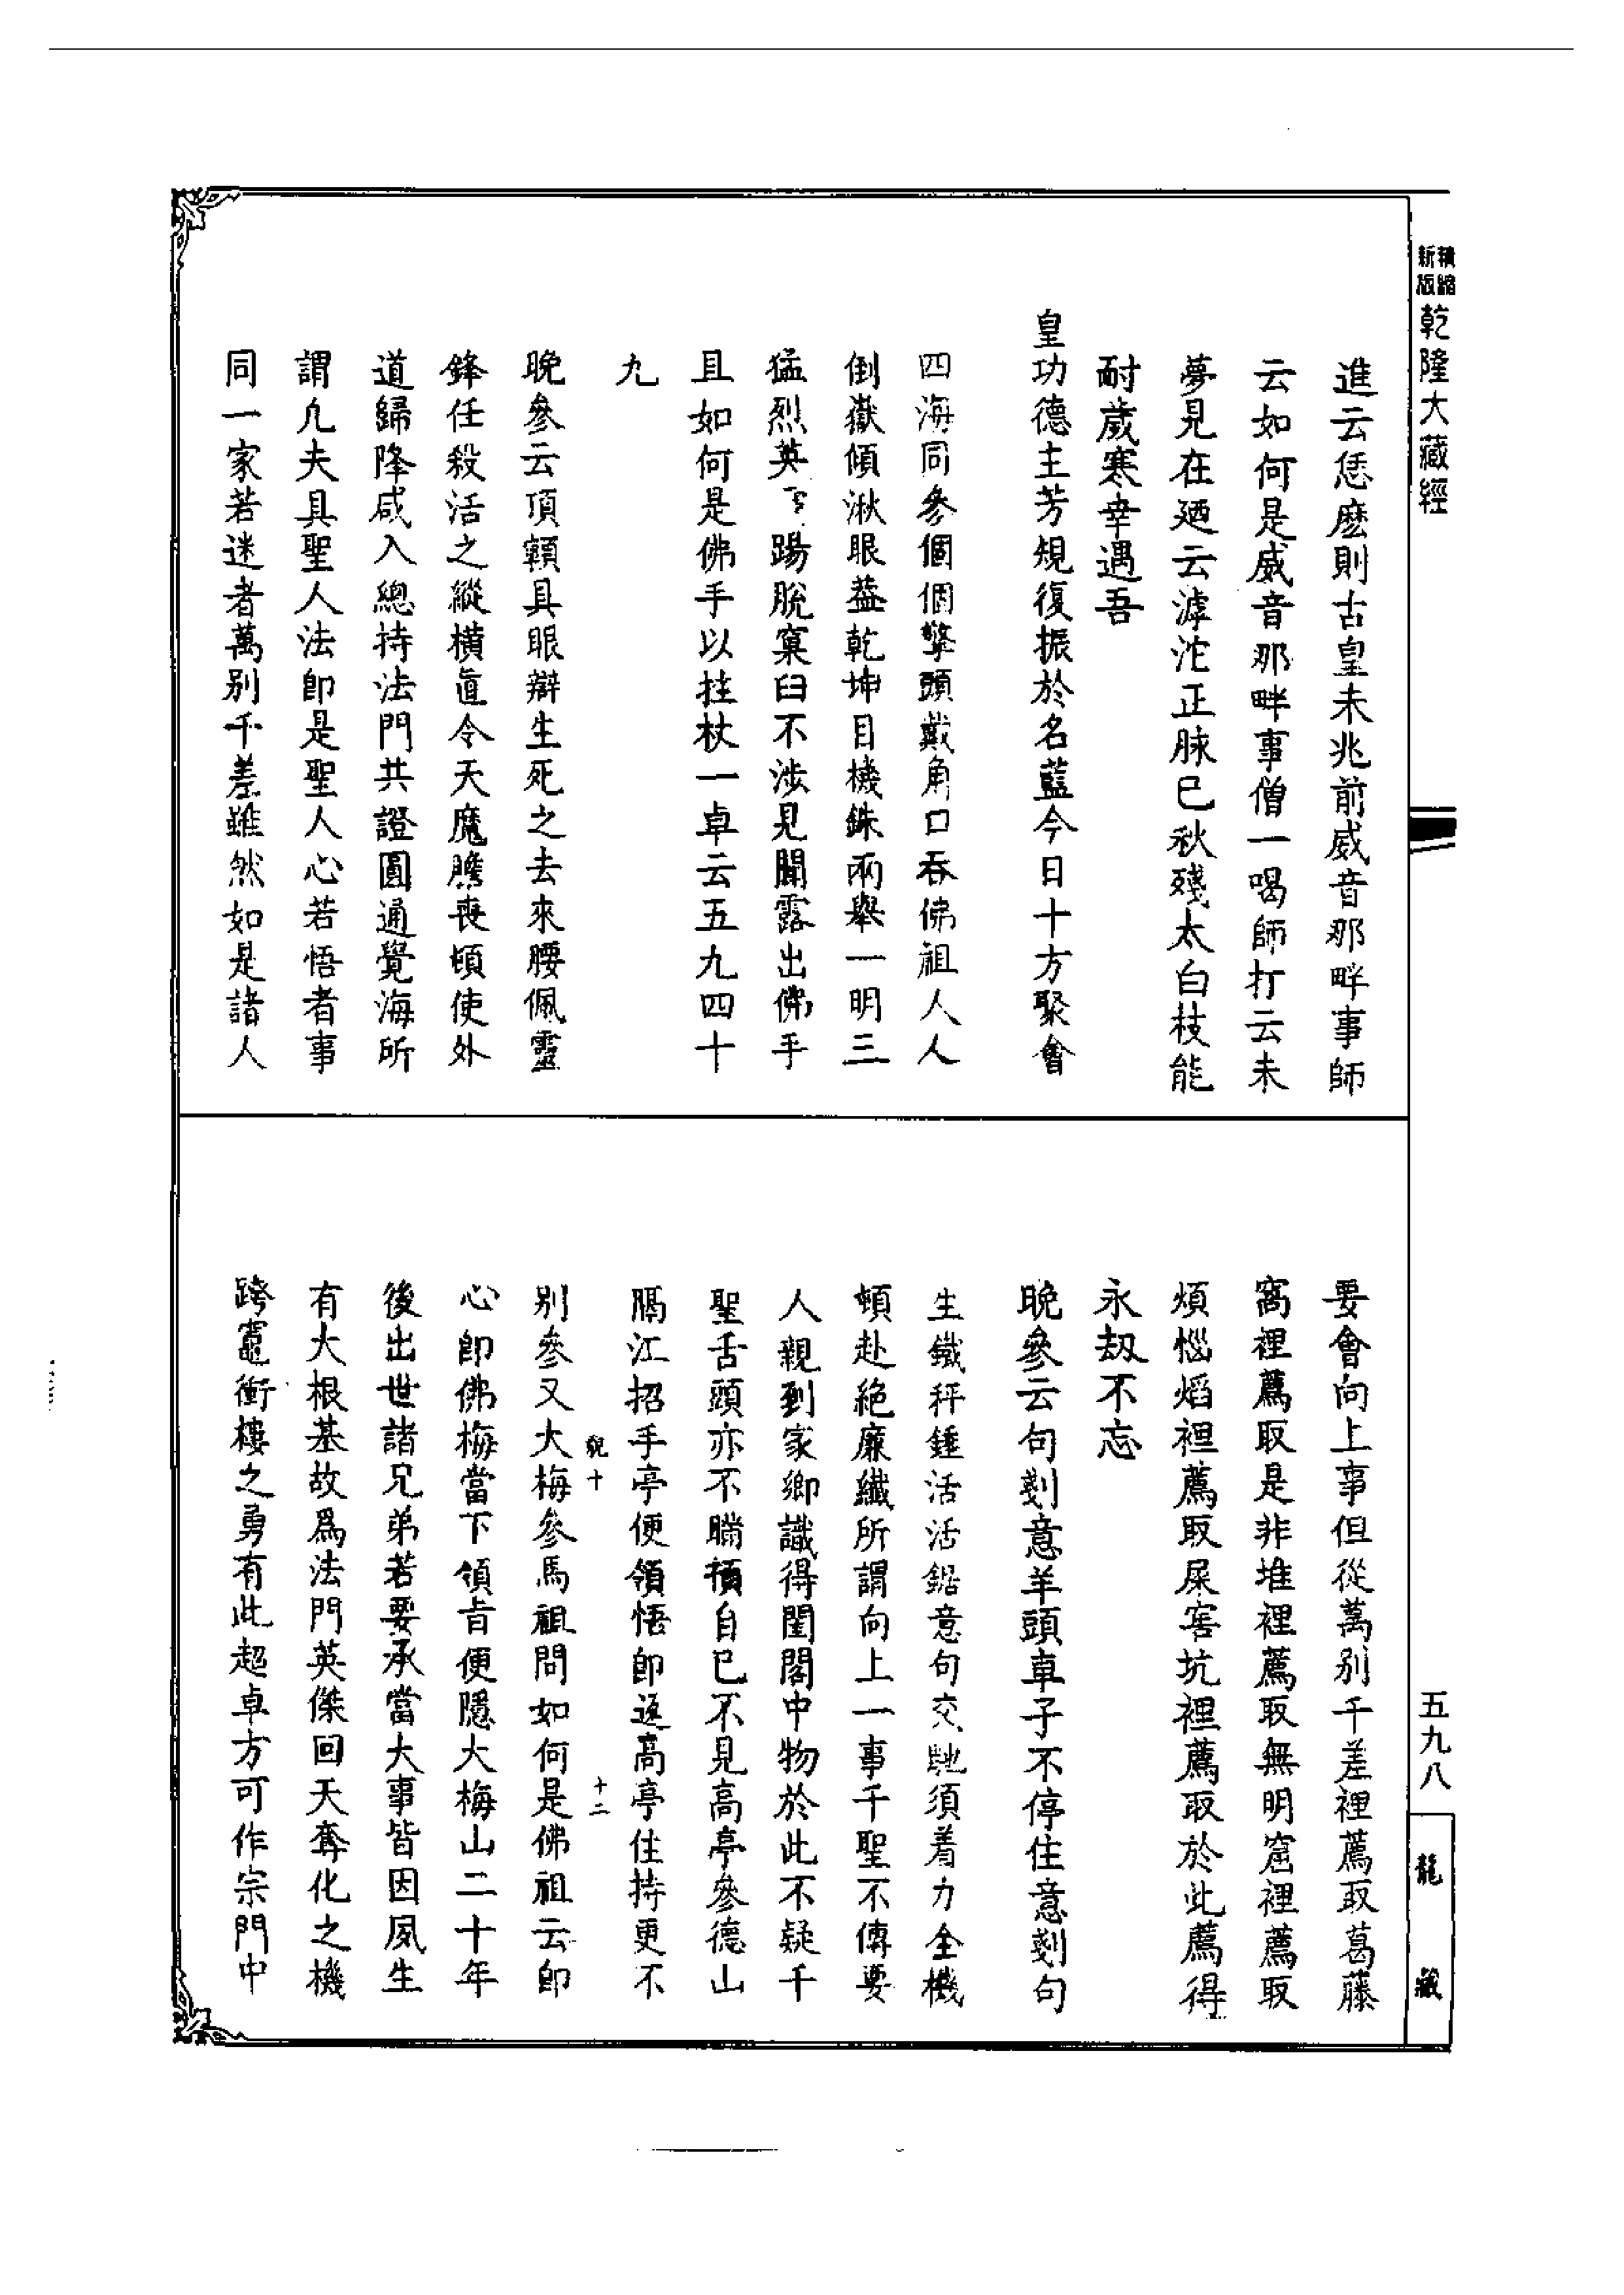 精縮新版 乾隆大藏經
進云恁麽則古皇未兆前威音那畔事師
云如何是威音那畔事僧一喝師打云未
夢見在廼云滹沱正脉巳秋殘太白枝能
耐歲寒幸遇吾
皇功德主芳規復振於名藍今日十方聚會
四海同參個個擎頭戴角口吞佛祖人人
倒嶽傾湫眼葢乾坤目機銖兩舉一明三
猛烈英 踢脫窠臼不涉見聞露出佛手
且如何是佛手以拄杖一卓云五九四十
九
晚參云頂顊具眼辯生死之去來腰佩靈
鋒任殺活之縱橫直令天魔膽喪頓使外
道歸降咸入總持法門共證圓通覺海所
謂凢夫具聖人法卽是聖人心若悟者事
同一家若迷者萬別千差雖然如是諸人
要會向上事但從萬別千差裡薦取葛藤
窩裡薦取是非堆裡薦取無明窟裡薦取
煩惱熖裡薦取屎窖坑裡薦取於此薦得
永劫不忘
晚參云句剗意羊頭車子不停住意剗句
生鐵秤錘活活鋸意句交馳須着力全機
頓赴絶廉纖所謂向上一事千聖不傳要
人親到家鄉識得閨閣中物於此不疑千
聖舌頭亦不瞞預自巳不見高亭參德山
隔江招手亭便領悟卽返高亭住持更不
別參又大梅參馬祖問如何是佛祖云卽
貌十 十二
心卽佛梅當下領旨便隱大梅山二十年
後出世諸兄弟若要承當大事皆因夙生
有大根基故爲法門英傑回天奪化之機
跨竈衝樓之勇有此超卓方可作宗門中
五九八
龍藏